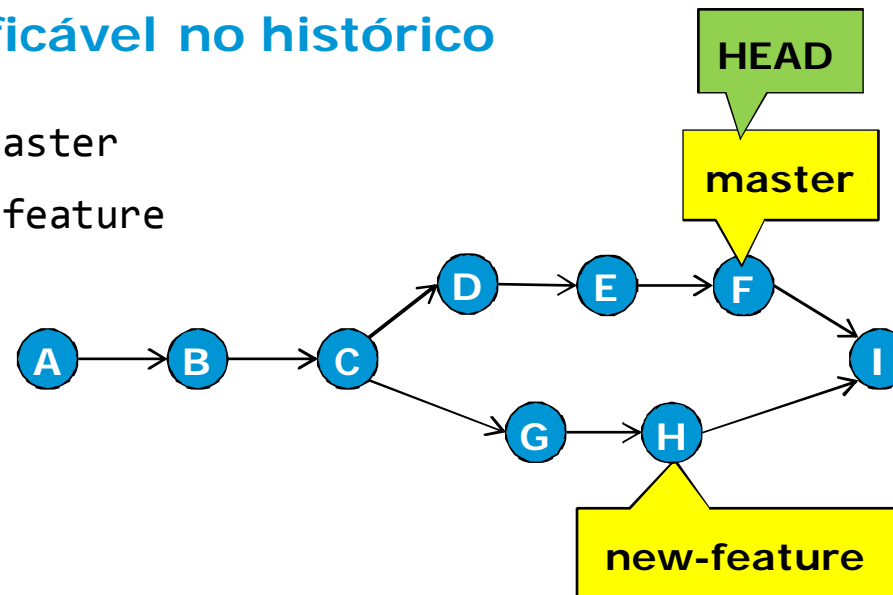 ficável no histórico
HEAD
aster
master
feature
D E F
A B C I
G H
new-feature